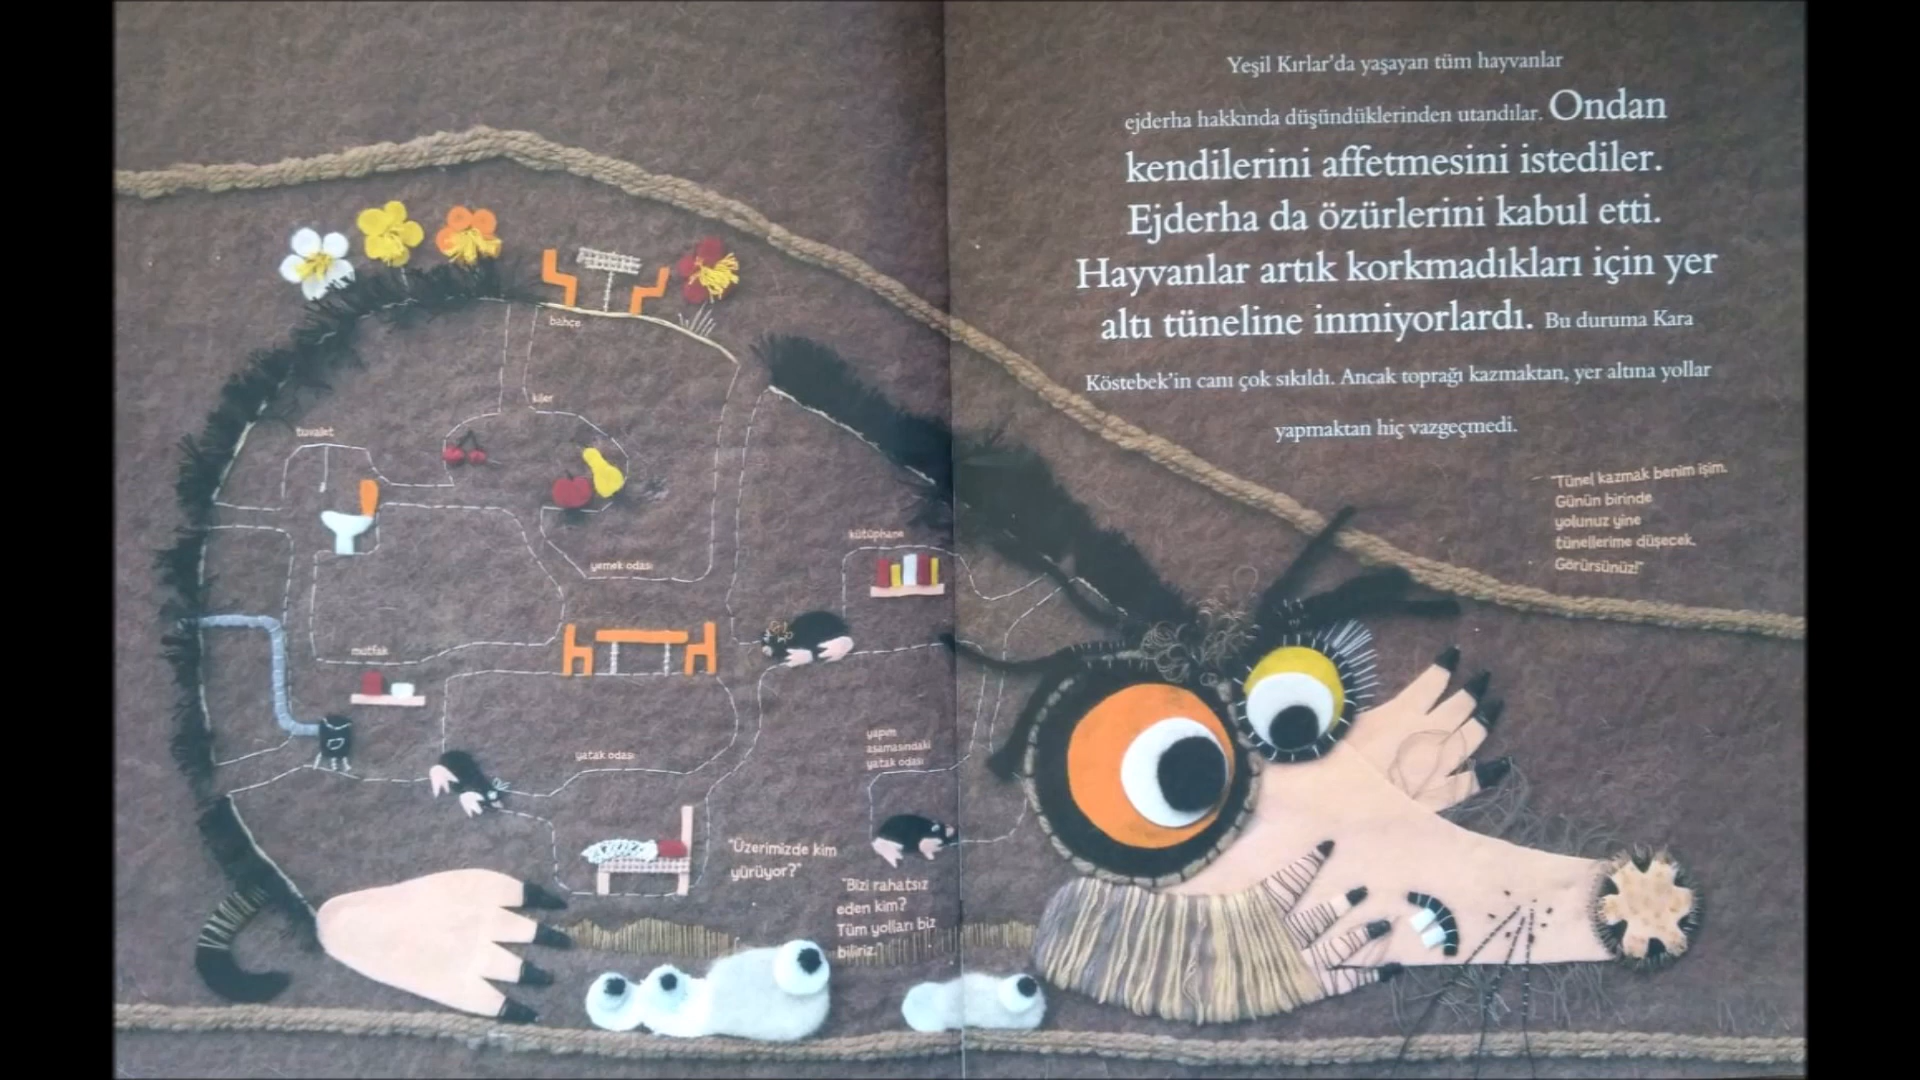 bahçe
kiler
tuvalet
kütüphane
yemek odası
mutfak
yatak odası
yapım
aşamasındaki
yatak odası
"Üzerimizde kim
yürüyor?"
"Bizi rahatsız
eden kim?
Tüm yolları biz
biliriz."
Yeşil Kırlar'da yaşayan tüm hayvanlar
ejderha hakkında düşündüklerinden utandılar. Ondan
kendilerini affetmesini istediler.
Ejderha da özürlerini kabul etti.
Hayvanlar artık korkmadıkları için yer
altı tüneline inmiyorlardı. Bu duruma Kara
Köstebek'in canı çok sıkıldı. Ancak toprağı kazmaktan, yer altına yollar
yapmaktan hiç vazgeçmedi.
"Tünel kazmak benim işim.
Günün birinde
yolunuz yine
tünellerime düşecek.
Görürsünüz!"